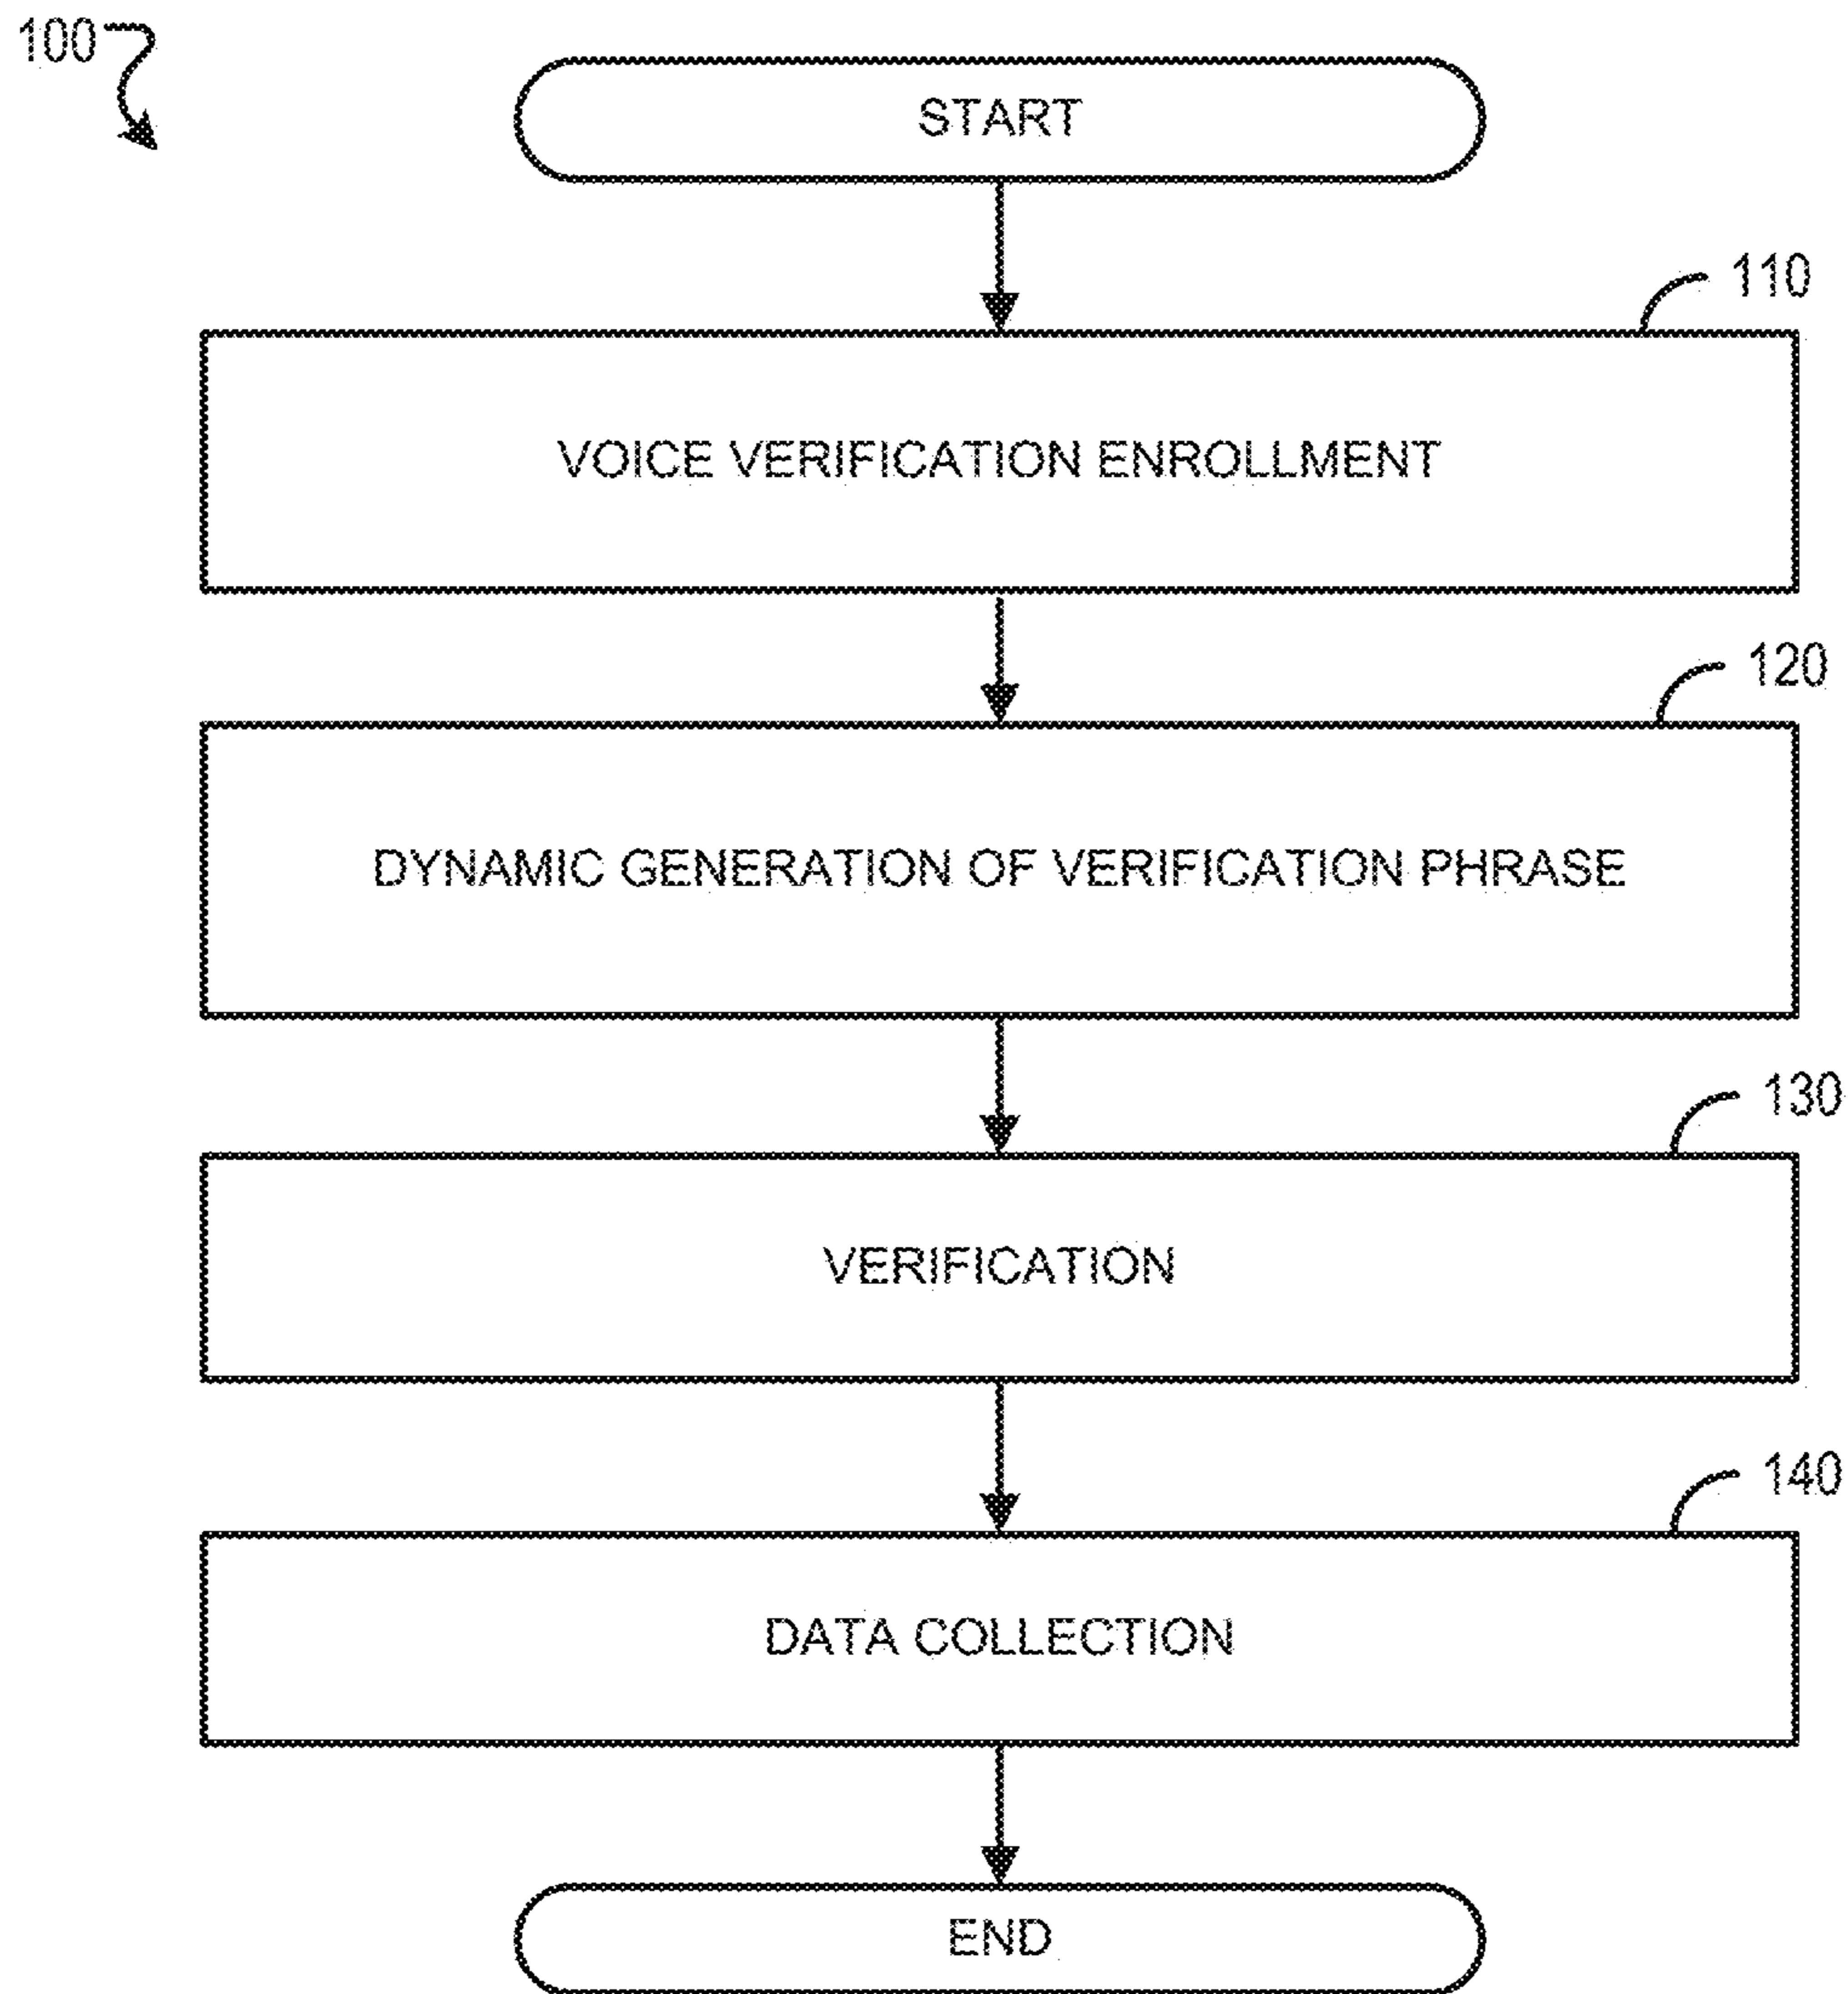 100
START
110
VOICE VERIFICATION ENROLLMENT
120
DYNAMIC GENERATION OF VERIFICATION PHRASE
130
VERIFICATION
140
DATA COLLECTION
END